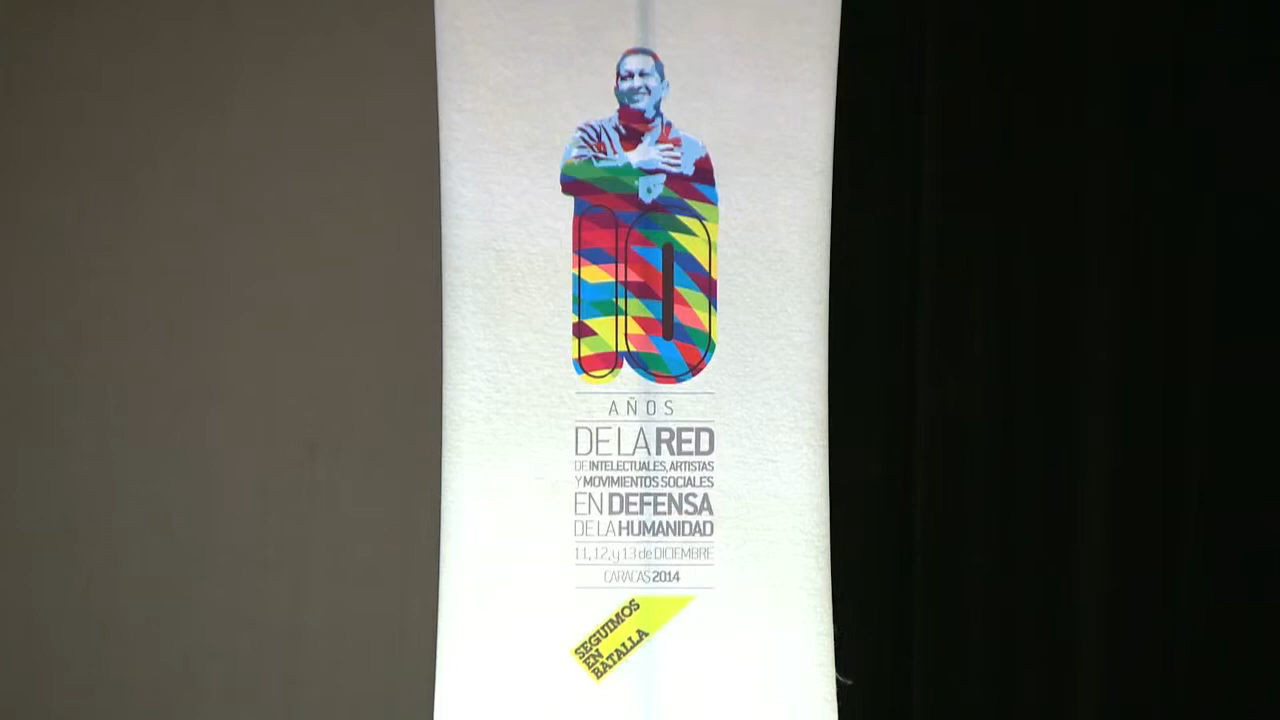 10
AÑOS
DE LA RED
DE INTELECTUALES, ARTISTAS
Y MOVIMIENTOS SOCIALES
EN DEFENSA
DE LA HUMANIDAD
11, 12, y 13 de DICIEMBRE
CARACAS 2014
SEGUIMOS
EN
BATALLA